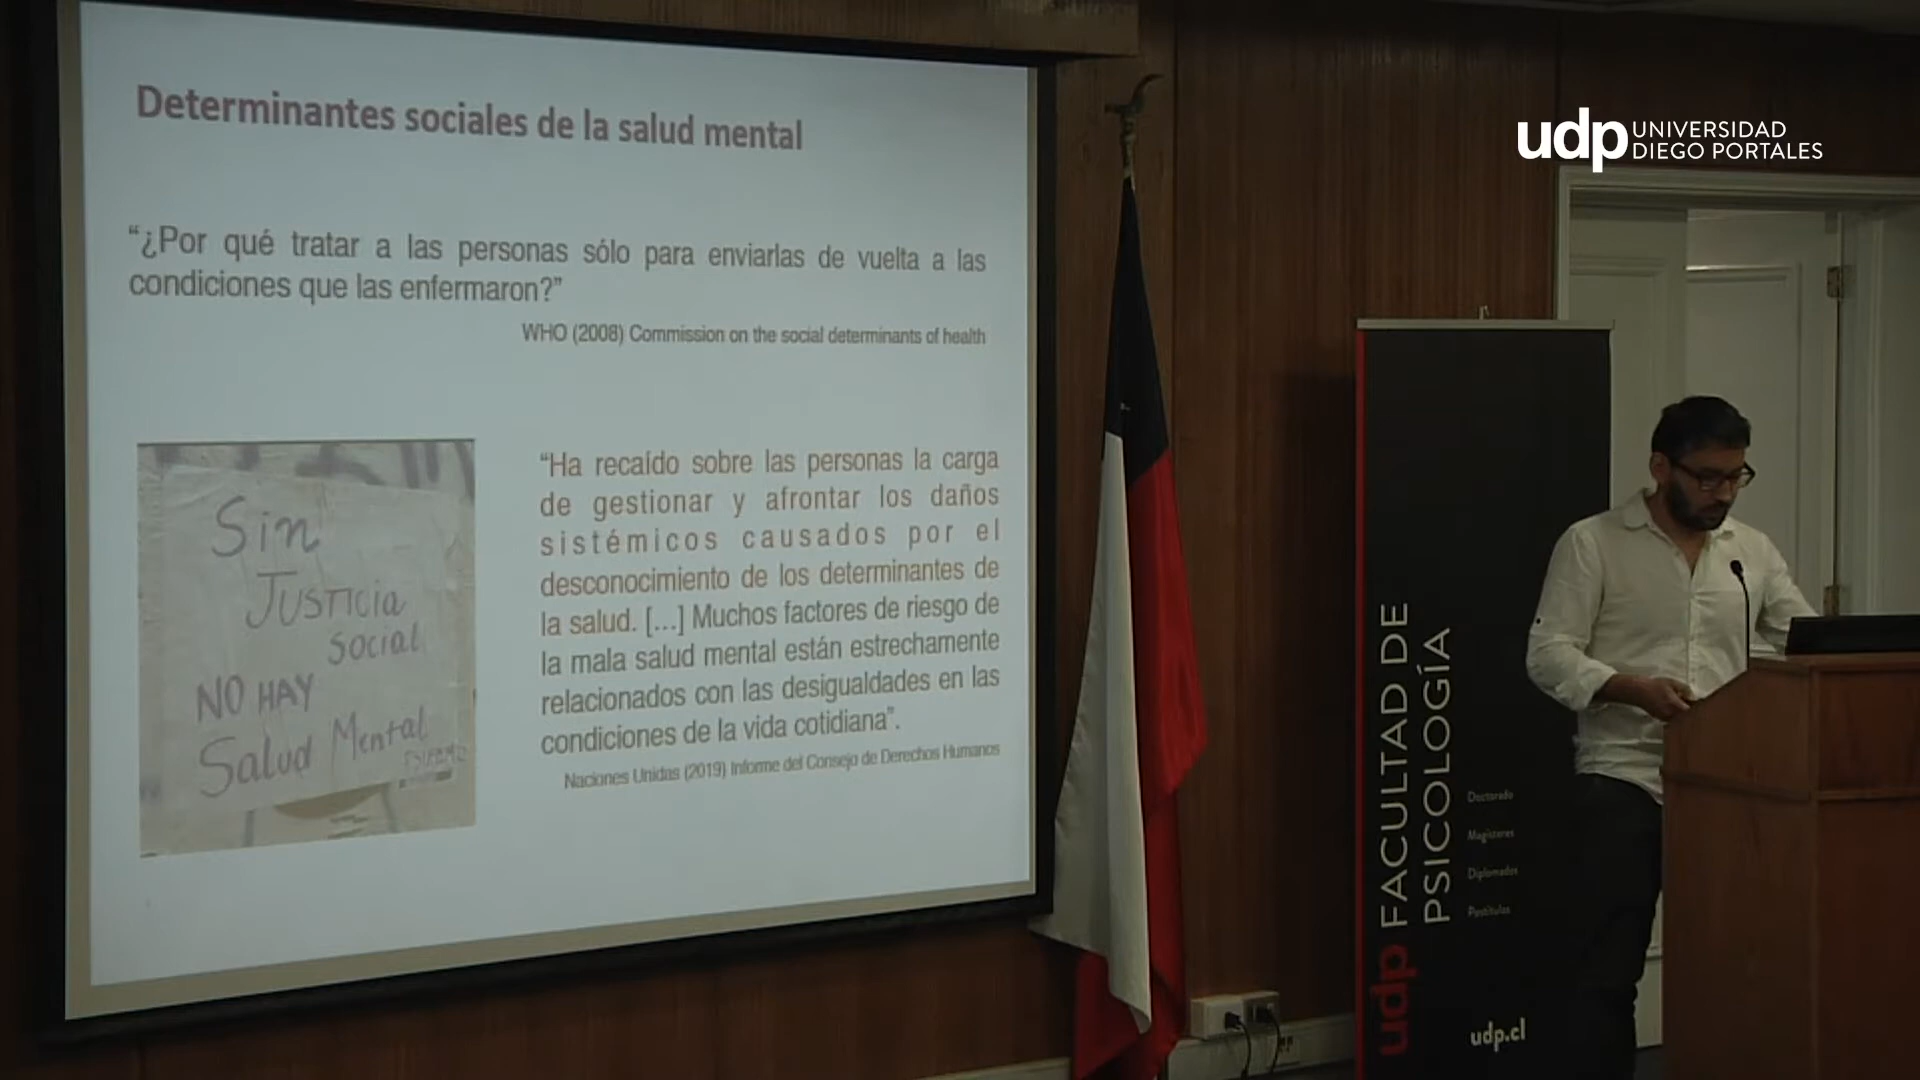 Determinantes sociales de la salud mental
“¿Por qué tratar a las personas sólo para enviarlas de vuelta a las
condiciones que las enfermaron?”
WHO (2008) Commission on the social determinants of health
Sin
JUSTICIA
Social
NO HAY
Salud Mental
“Ha recaído sobre las personas la carga
de gestionar y afrontar los daños
sistémicos causados por el
desconocimiento de los determinantes de
la salud. [...] Muchos factores de riesgo de
la mala salud mental están estrechamente
relacionados con las desigualdades en las
condiciones de la vida cotidiana”.
Naciones Unidas (2019) Informe del Consejo de Derechos Humanos
udp UNIVERSIDAD
DIEGO PORTALES
udp FACULTAD DE
PSICOLOGÍA
Doctorado
Magísteres
Diplomados
Postítulos
udp.cl